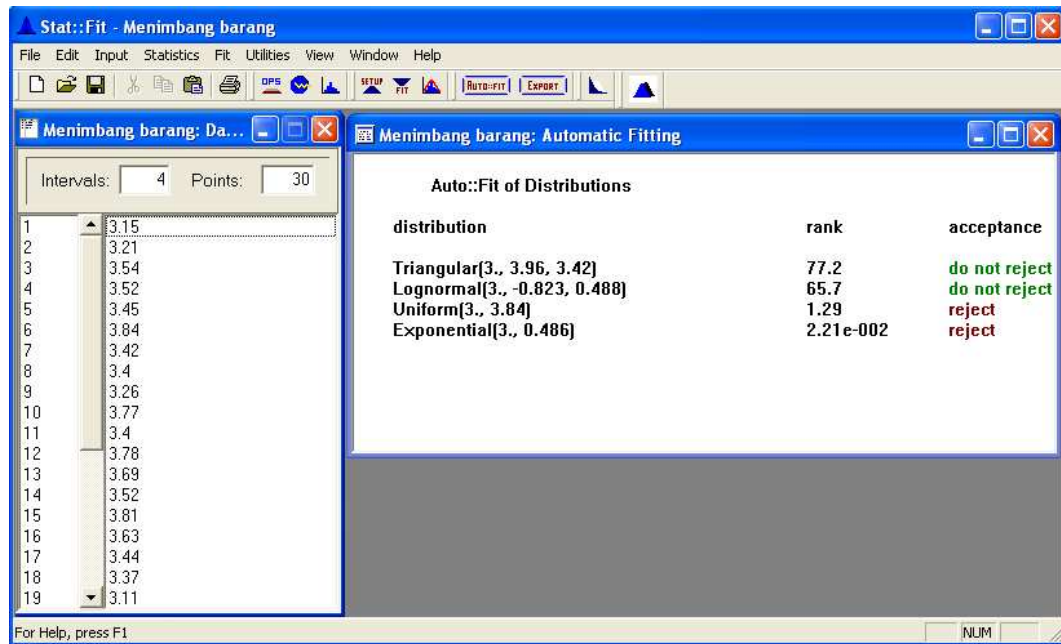 Stat::Fit - Menimbang barang
File Edit Input Statistics Fit Utilities View Window Help
OPS SETUP FIT AUTO::FIT EXPORT
Menimbang barang: Da...
Intervals: 4 Points: 30
1 3.15
2 3.21
3 3.54
4 3.52
5 3.45
6 3.84
7 3.42
8 3.4
9 3.26
10 3.77
11 3.4
12 3.78
13 3.69
14 3.52
15 3.81
16 3.63
17 3.44
18 3.37
19 3.11
Menimbang barang: Automatic Fitting
Auto::Fit of Distributions
distribution rank acceptance
Triangular(3., 3.96, 3.42) 77.2 do not reject
Lognormal(3., -0.823, 0.488) 65.7 do not reject
Uniform(3., 3.84) 1.29 reject
Exponential(3., 0.486) 2.21e-002 reject
For Help, press F1 NUM